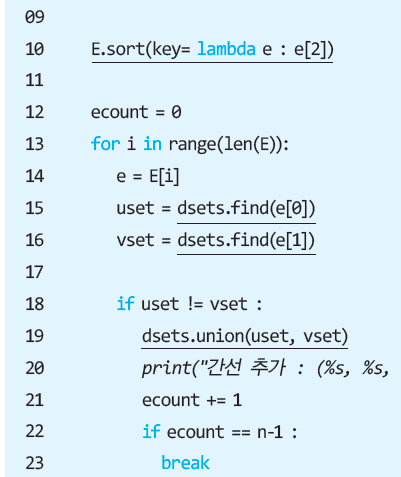 09
10 E.sort(key= lambda e : e[2])
11
12 ecount = 0
13 for i in range(len(E)):
14 e = E[i]
15 uset = dsets.find(e[0])
16 vset = dsets.find(e[1])
17
18 if uset != vset :
19 dsets.union(uset, vset)
20 print("간선 추가 : (%s, %s,
21 ecount += 1
22 if ecount == n-1 :
23 break